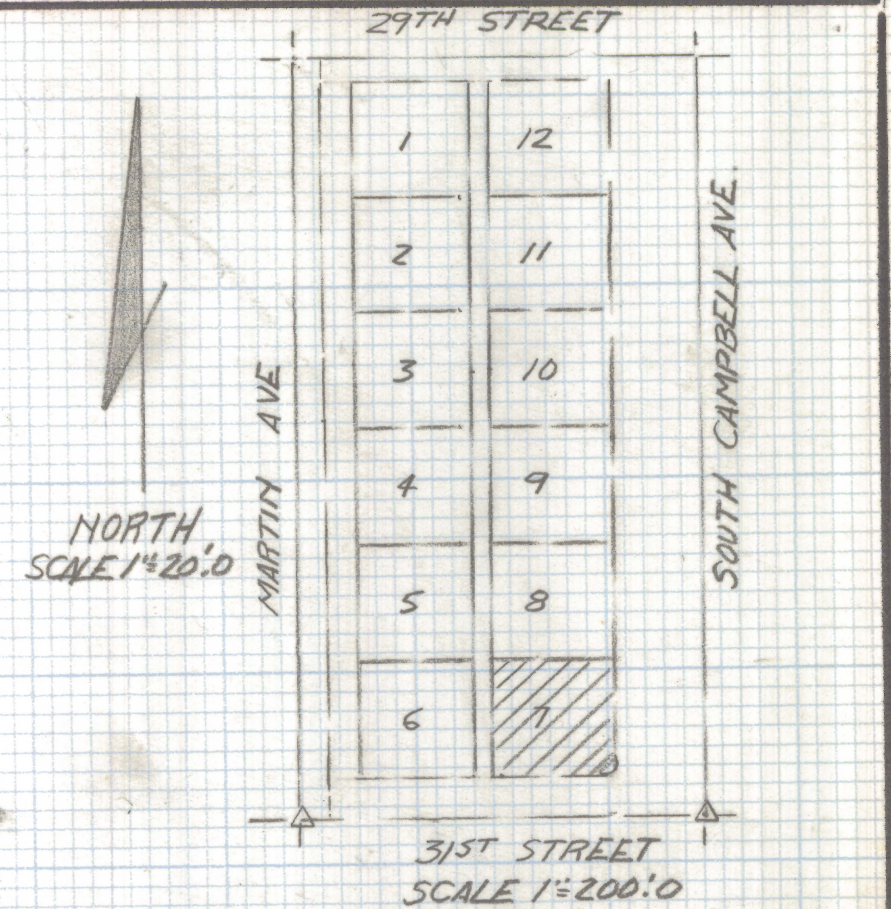 29TH STREET
1
12
2
11
3
10
4
9
5
8
6
7
MARTIN AVE
SOUTH CAMPBELL AVE.
NORTH
SCALE 1"=20'.0
31ST STREET
SCALE 1"=200'.0